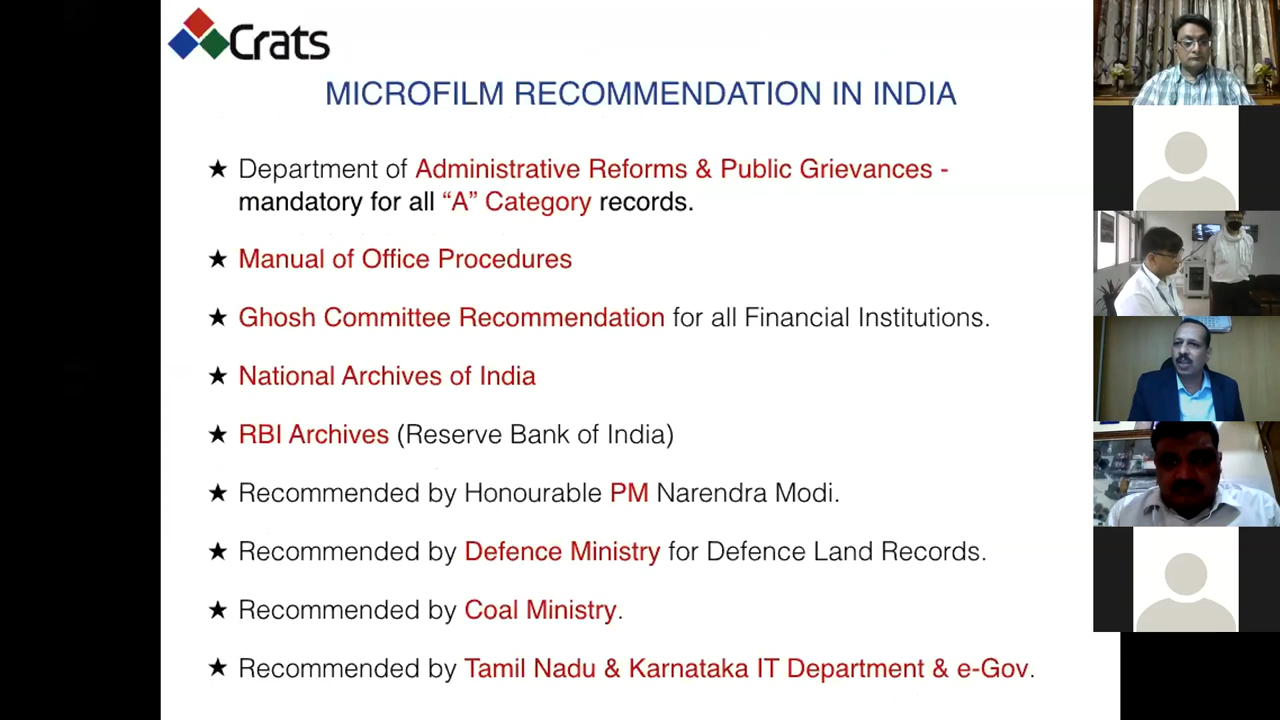 Crats
MICROFILM RECOMMENDATION IN INDIA
★ Department of Administrative Reforms & Public Grievances -
mandatory for all “A” Category records.
★ Manual of Office Procedures
★ Ghosh Committee Recommendation for all Financial Institutions.
★ National Archives of India
★ RBI Archives (Reserve Bank of India)
★ Recommended by Honourable PM Narendra Modi.
★ Recommended by Defence Ministry for Defence Land Records.
★ Recommended by Coal Ministry.
★ Recommended by Tamil Nadu & Karnataka IT Department & e-Gov.